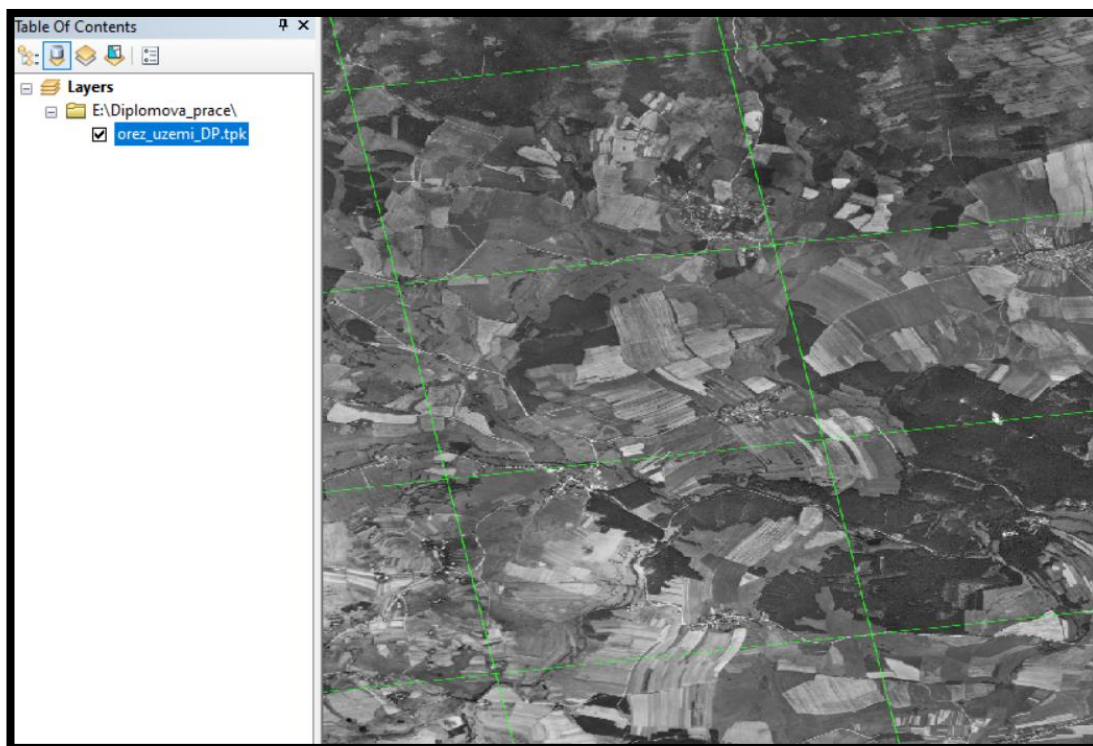 Table Of Contents
Layers
E:\Diplomova_prace\
orez_uzemi_DP.tpk